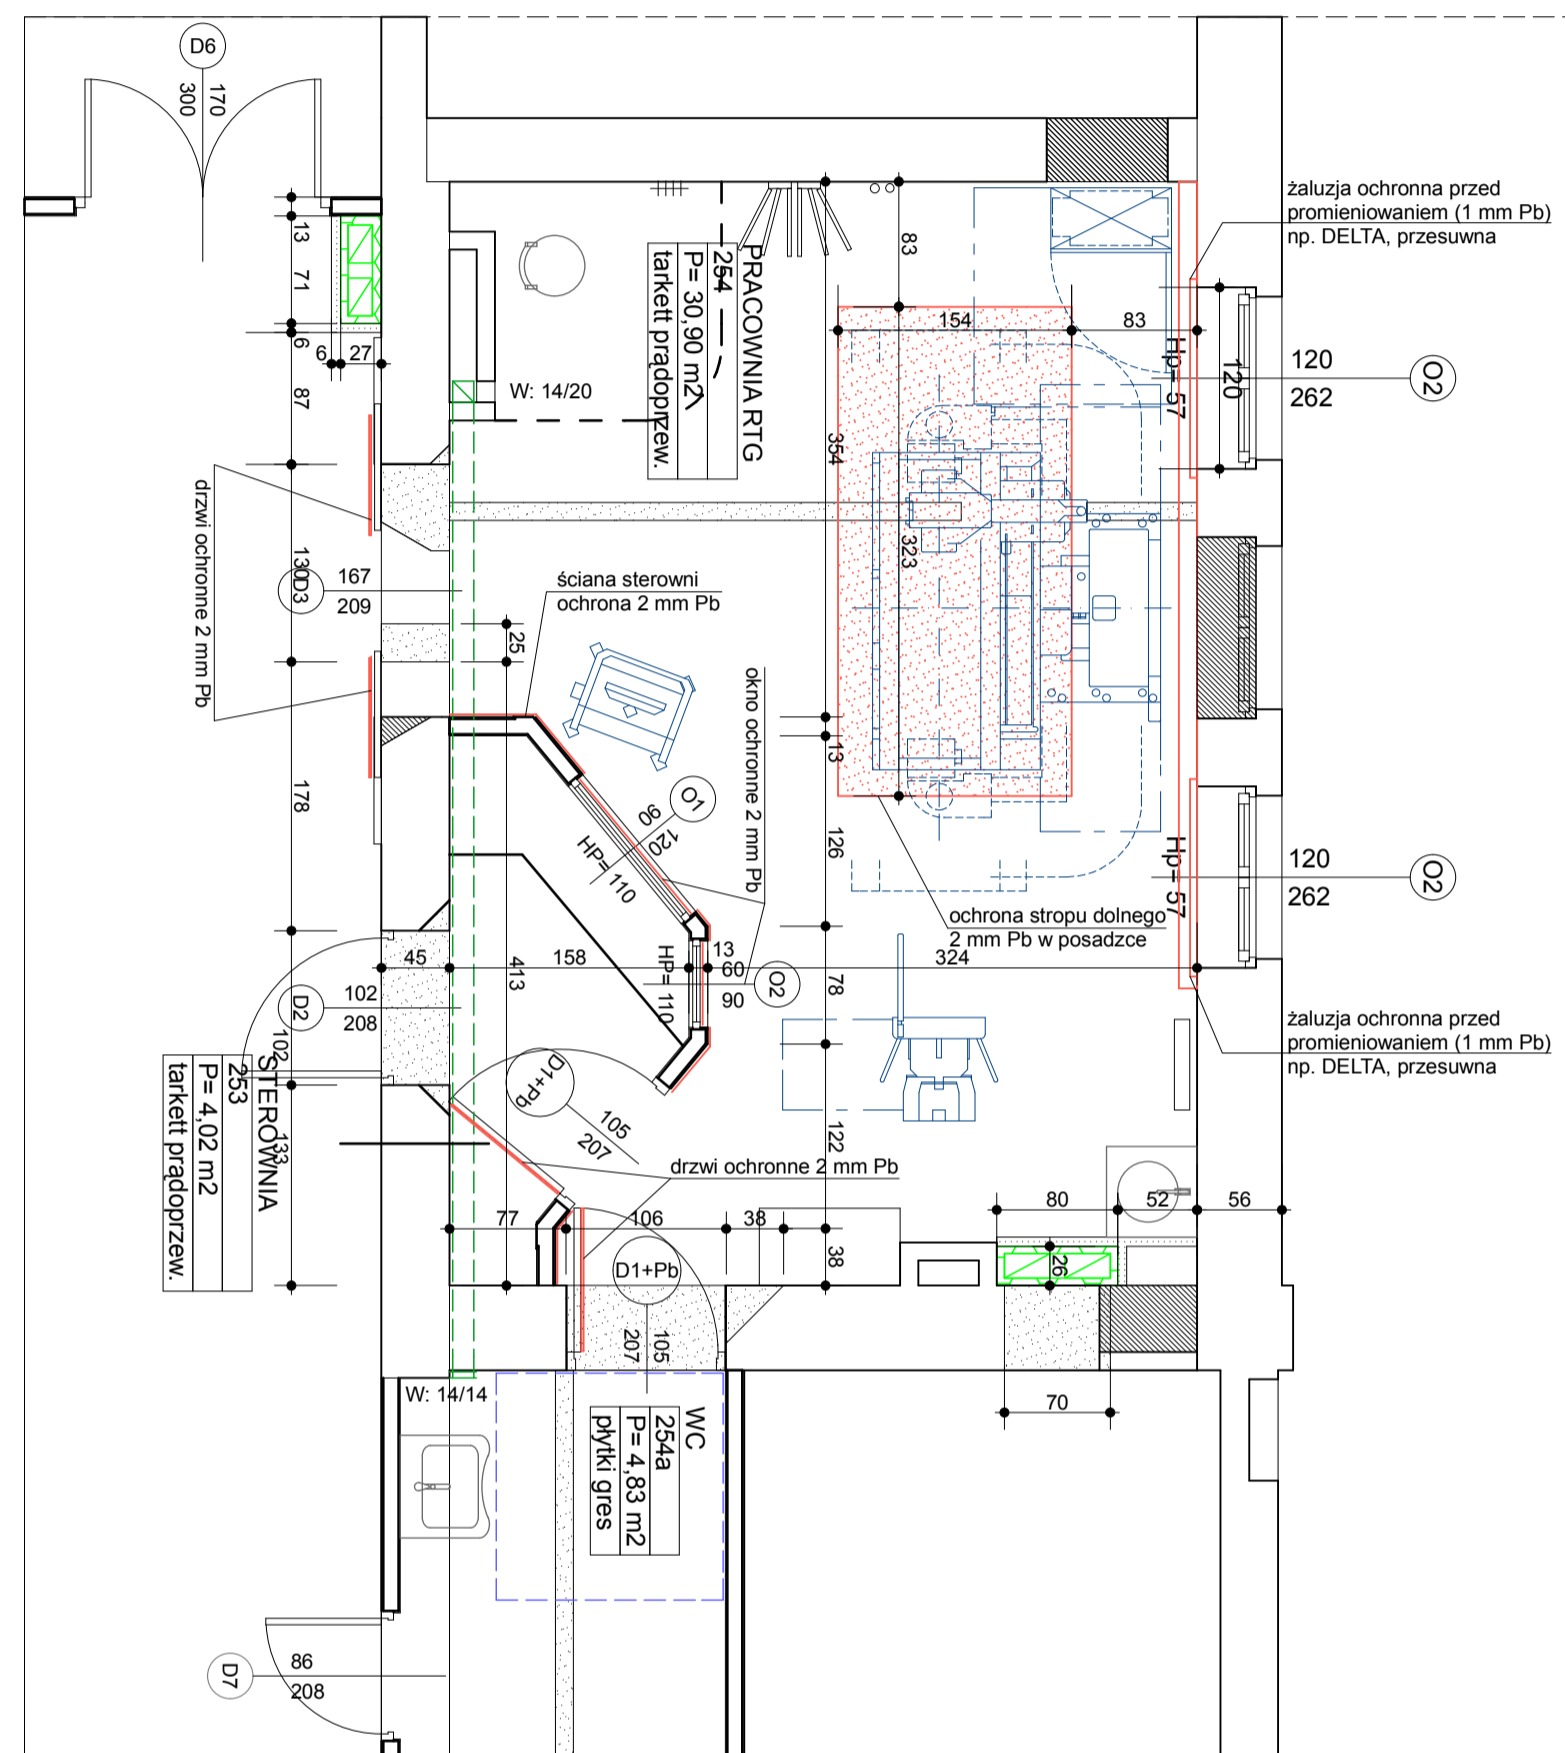 D6
170
300
żaluzja ochronna przed
promieniowaniem (1 mm Pb)
np. DELTA, przesuwna
13
71
6
6
27
87
83
154
83
PRACOWNIA RTG
254
P= 30,90 m2
tarkett prądoprzew.
W: 14/20
Hp= 57
120
120
262
O2
354
323
drzwi ochronne 2 mm Pb
130
D3
167
209
ściana sterowni
ochrona 2 mm Pb
25
okno ochronne 2 mm Pb
O1
90
120
HP= 110
13
126
178
Hp= 57
120
262
O2
ochrona stropu dolnego
2 mm Pb w posadzce
45
158
413
HP= 110
13
60
90
O2
324
78
D2
102
208
102
żaluzja ochronna przed
promieniowaniem (1 mm Pb)
np. DELTA, przesuwna
STEROWNIA
253
P= 4,02 m2
tarkett prądoprzew.
133
D1+Pb
105
207
drzwi ochronne 2 mm Pb
122
77
106
38
38
80
52
56
26
D1+Pb
105
207
70
W: 14/14
WC
254a
P= 4,83 m2
płytki gres
D7
86
208